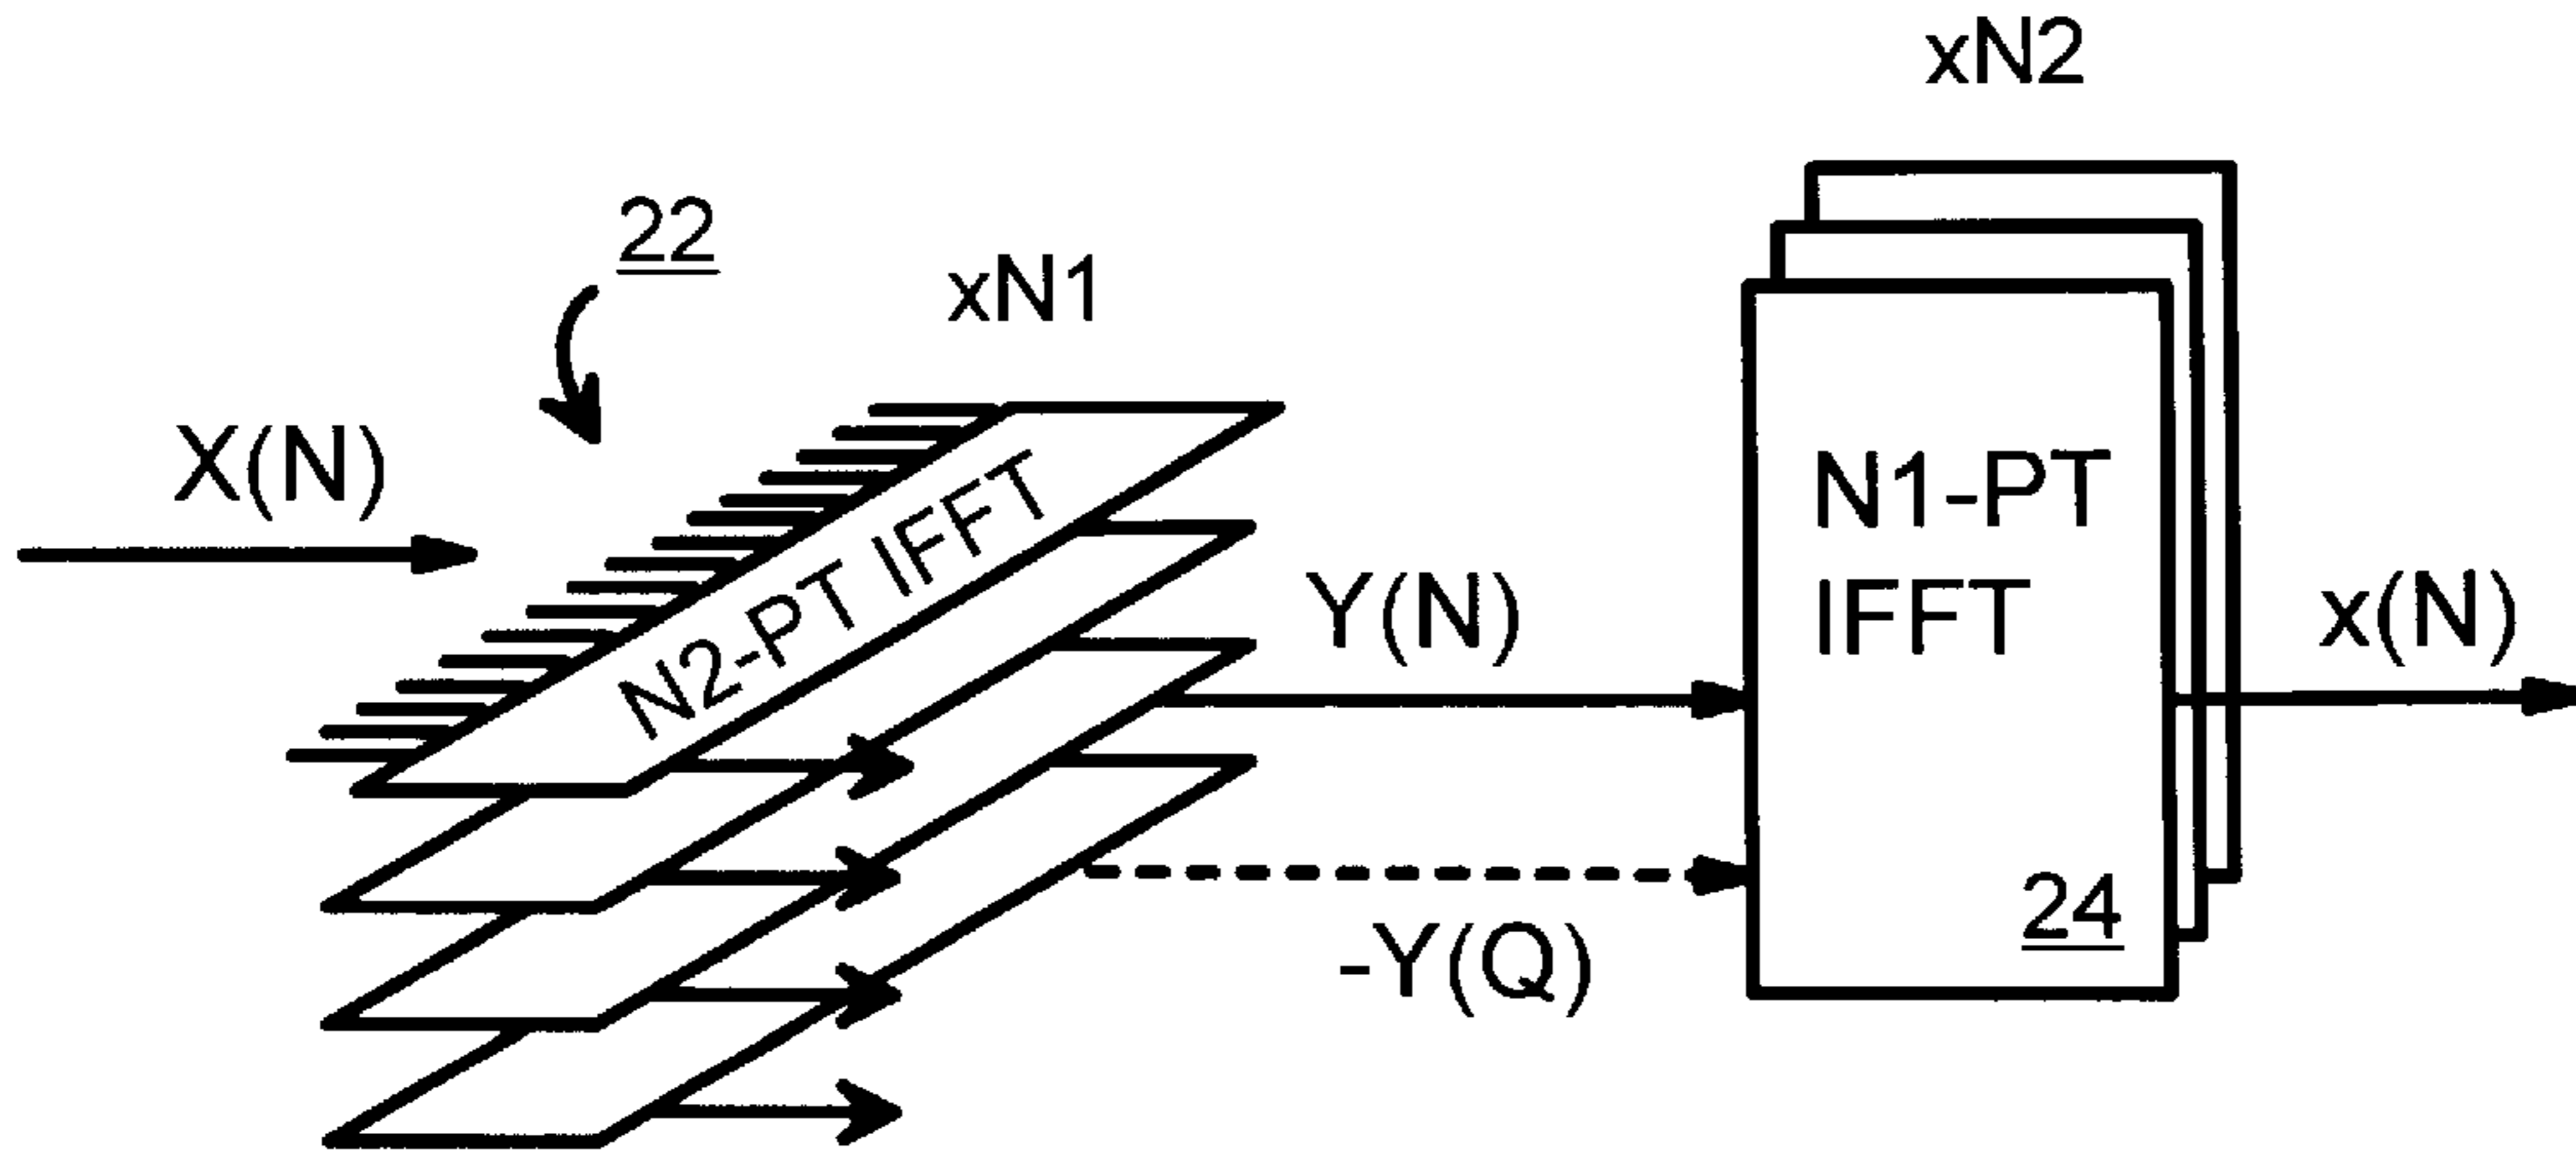 xN2
22
xN1
X(N)
N2-PT IFFT
Y(N)
N1-PT
IFFT
x(N)
24
-Y(Q)